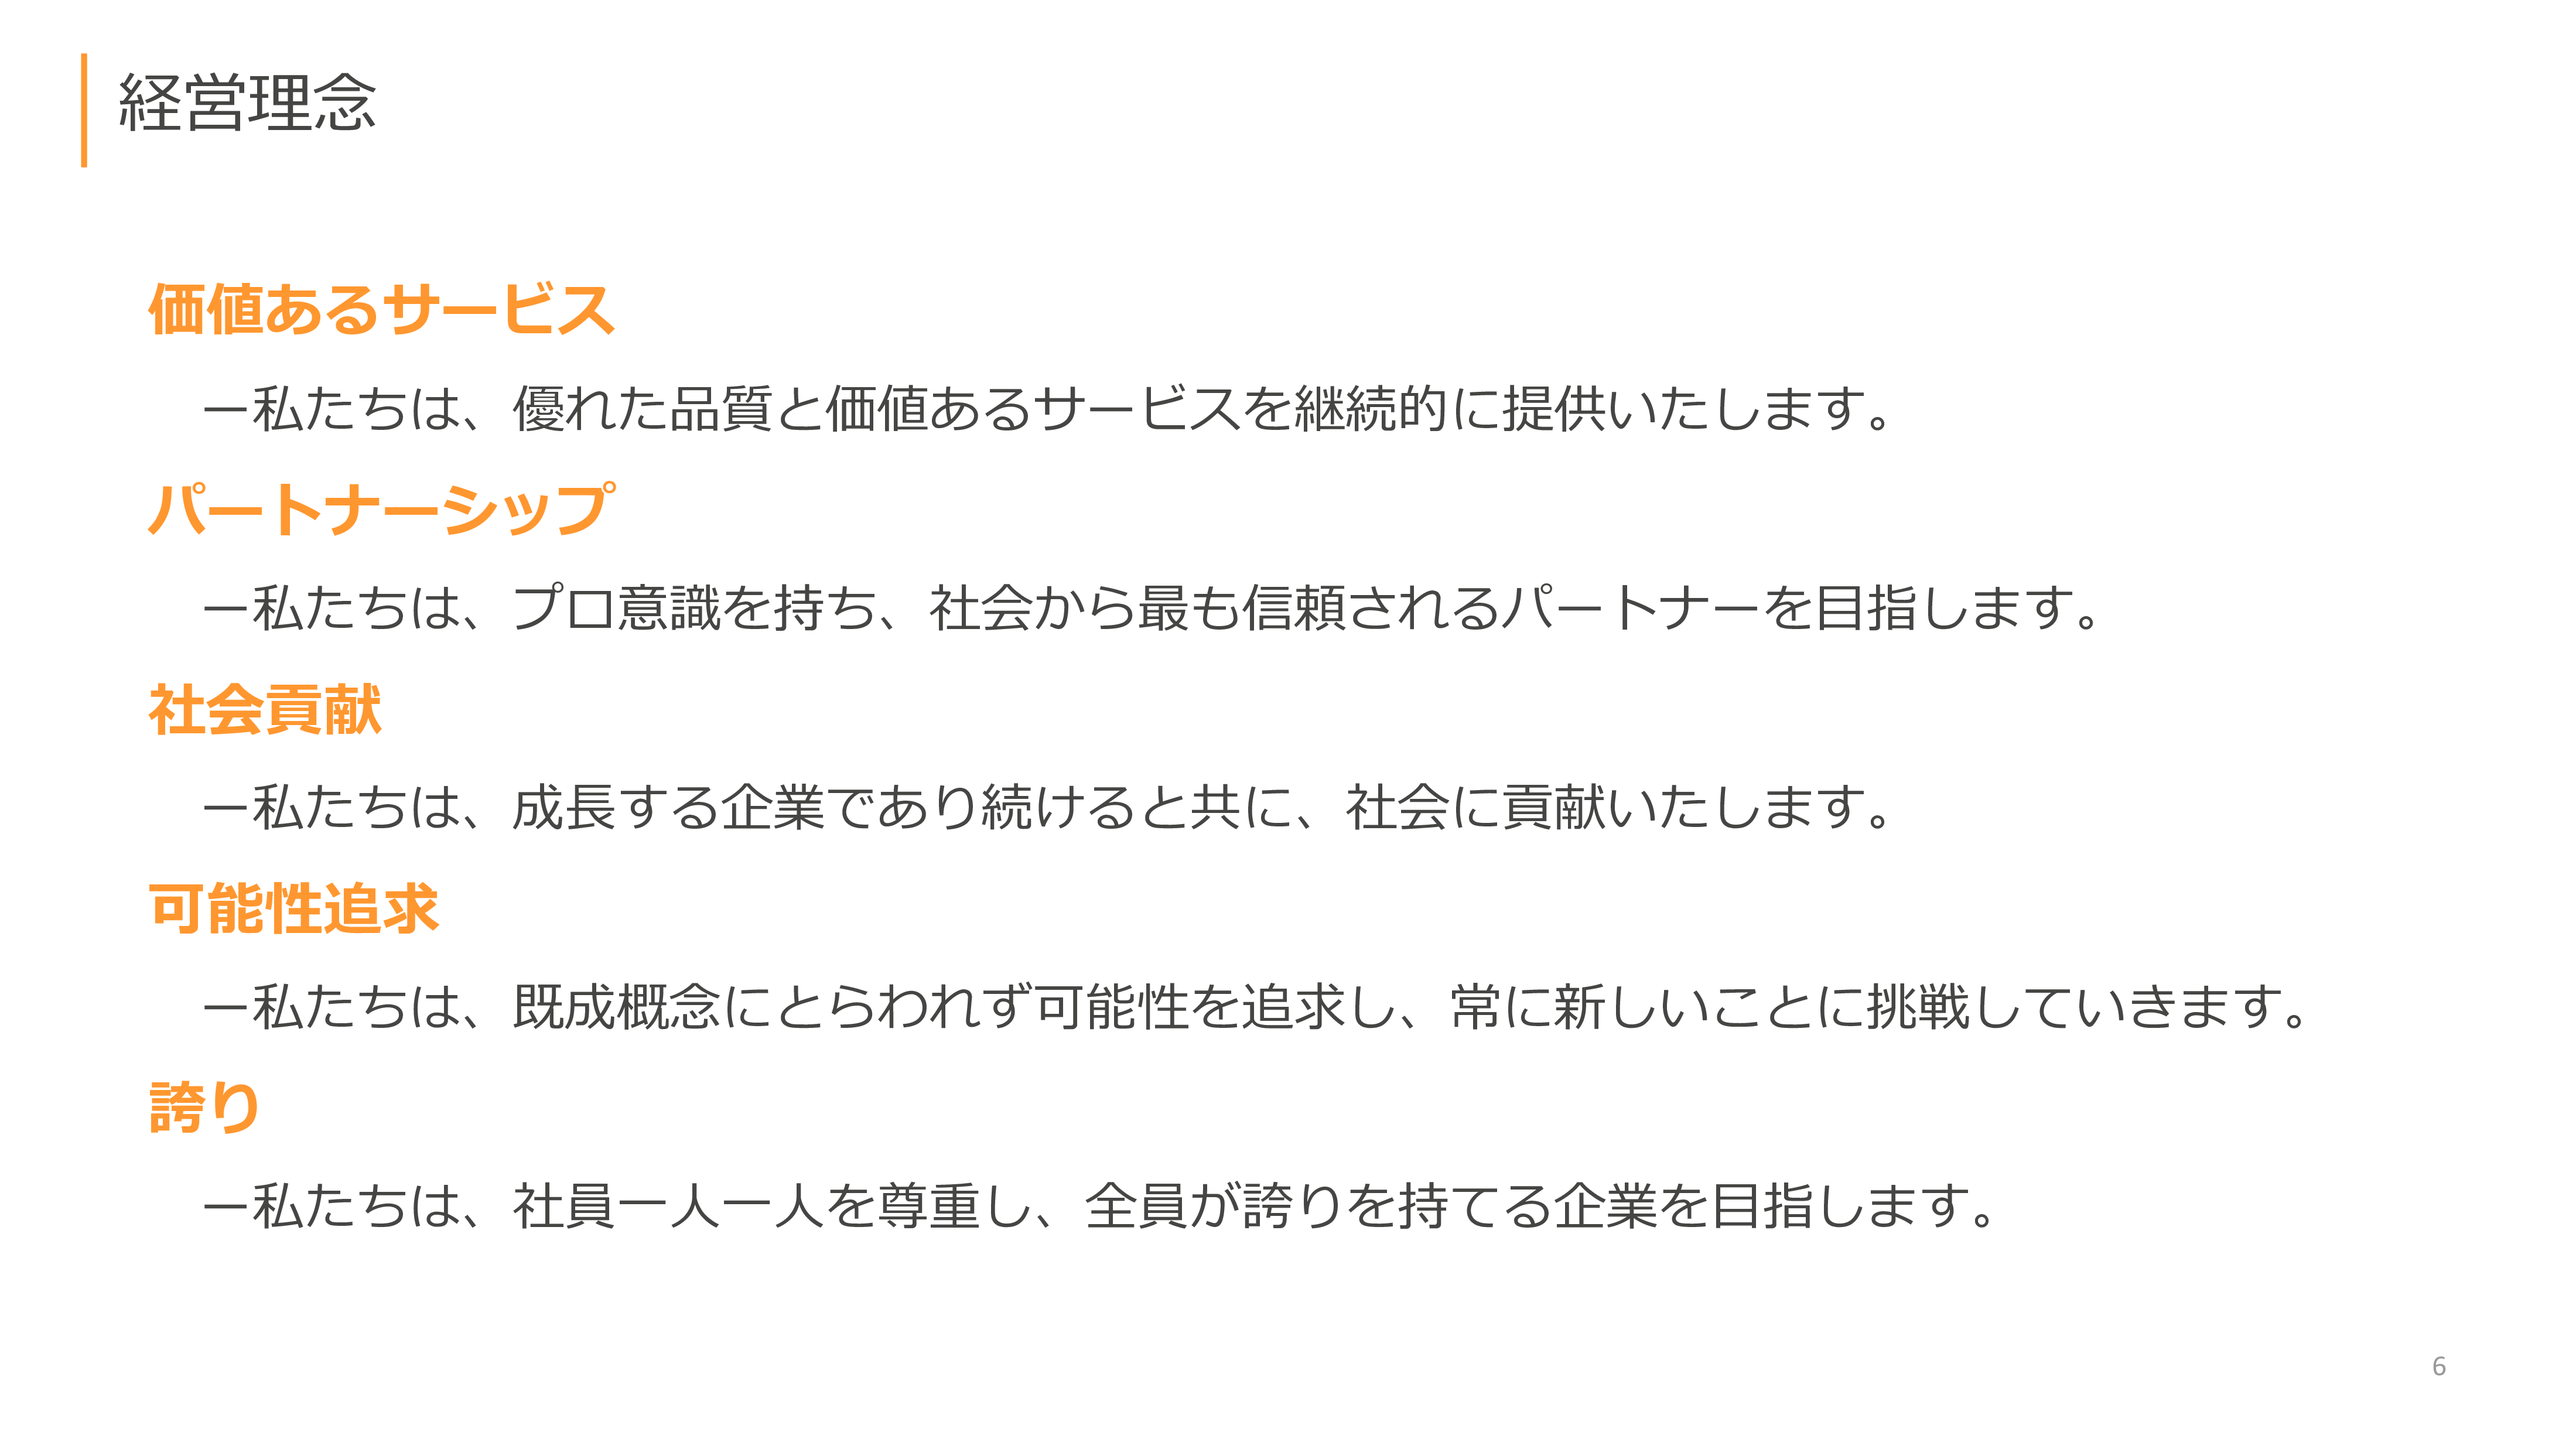 経営理念
価値あるサービス
ー私たちは、優れた品質と価値あるサービスを継続的に提供いたします。
パートナーシップ
ー私たちは、プロ意識を持ち、社会から最も信頼されるパートナーを目指します。
社会貢献
ー私たちは、成長する企業であり続けると共に、社会に貢献いたします。
可能性追求
ー私たちは、既成概念にとらわれず可能性を追求し、常に新しいことに挑戦していきます。
誇り
ー私たちは、社員一人一人を尊重し、全員が誇りを持てる企業を目指します。
6